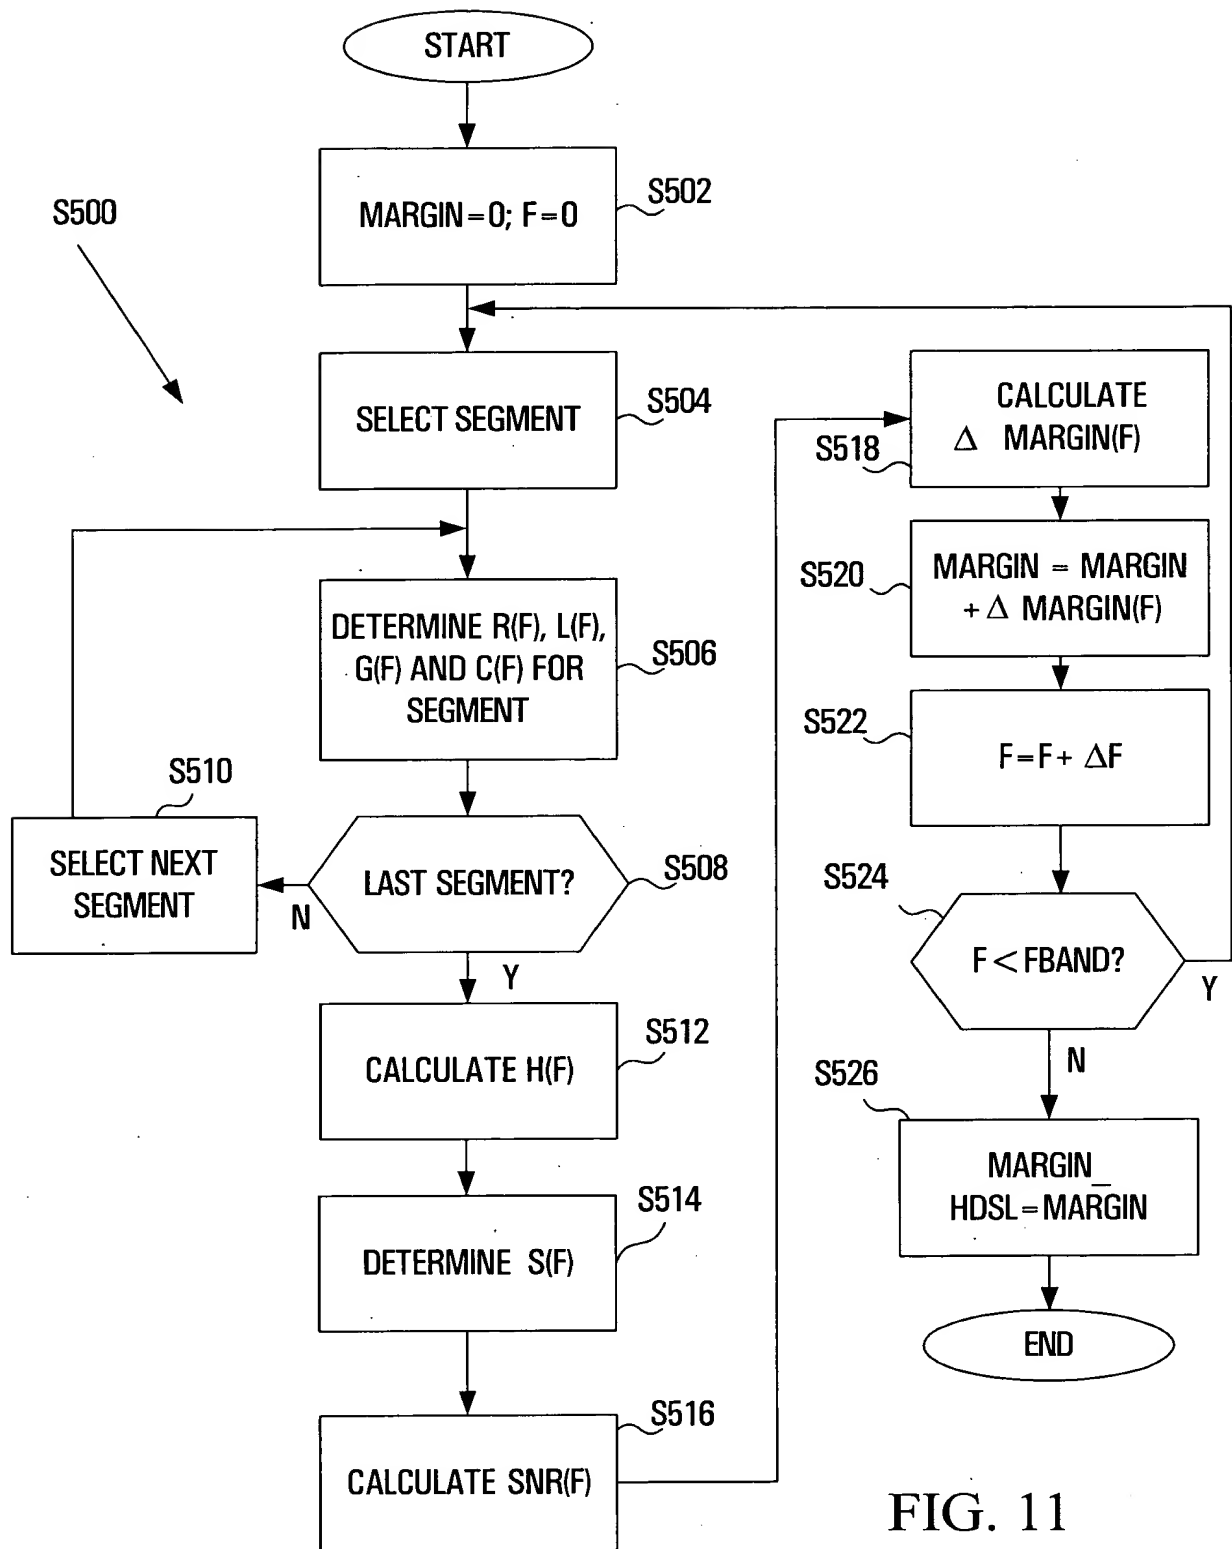 START
MARGIN=0; F=0
S502
S500
SELECT SEGMENT
S504
DETERMINE R(F), L(F),
G(F) AND C(F) FOR
SEGMENT
S506
S510
SELECT NEXT
SEGMENT
N
LAST SEGMENT?
S508
Y
CALCULATE H(F)
S512
DETERMINE S(F)
S514
CALCULATE SNR(F)
S516
CALCULATE
Δ MARGIN(F)
S518
MARGIN = MARGIN
+ Δ MARGIN(F)
S520
F=F+ ΔF
S522
F<FBAND?
S524
Y
N
MARGIN_
HDSL=MARGIN
S526
END
FIG. 11